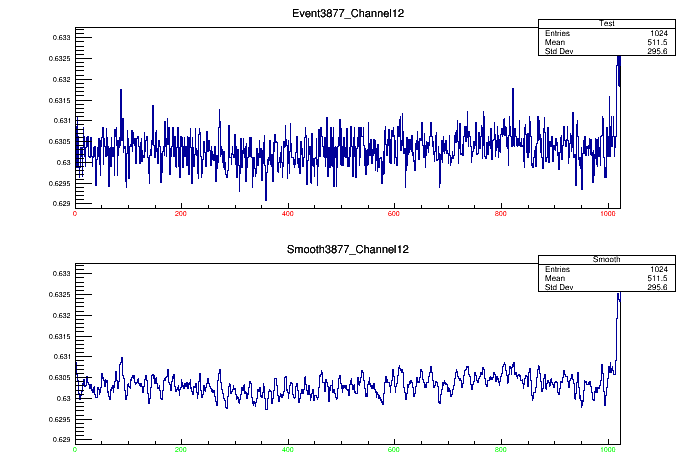 Event3877_Channel12
Test
Entries 1024
Mean 511.5
Std Dev 295.6
0.633
0.6325
0.632
0.6315
0.631
0.6305
0.63
0.6295
0.629
0 200 400 600 800 1000
Smooth3877_Channel12
Smooth
Entries 1024
Mean 511.5
Std Dev 295.6
0.633
0.6325
0.632
0.6315
0.631
0.6305
0.63
0.6295
0.629
0 200 400 600 800 1000